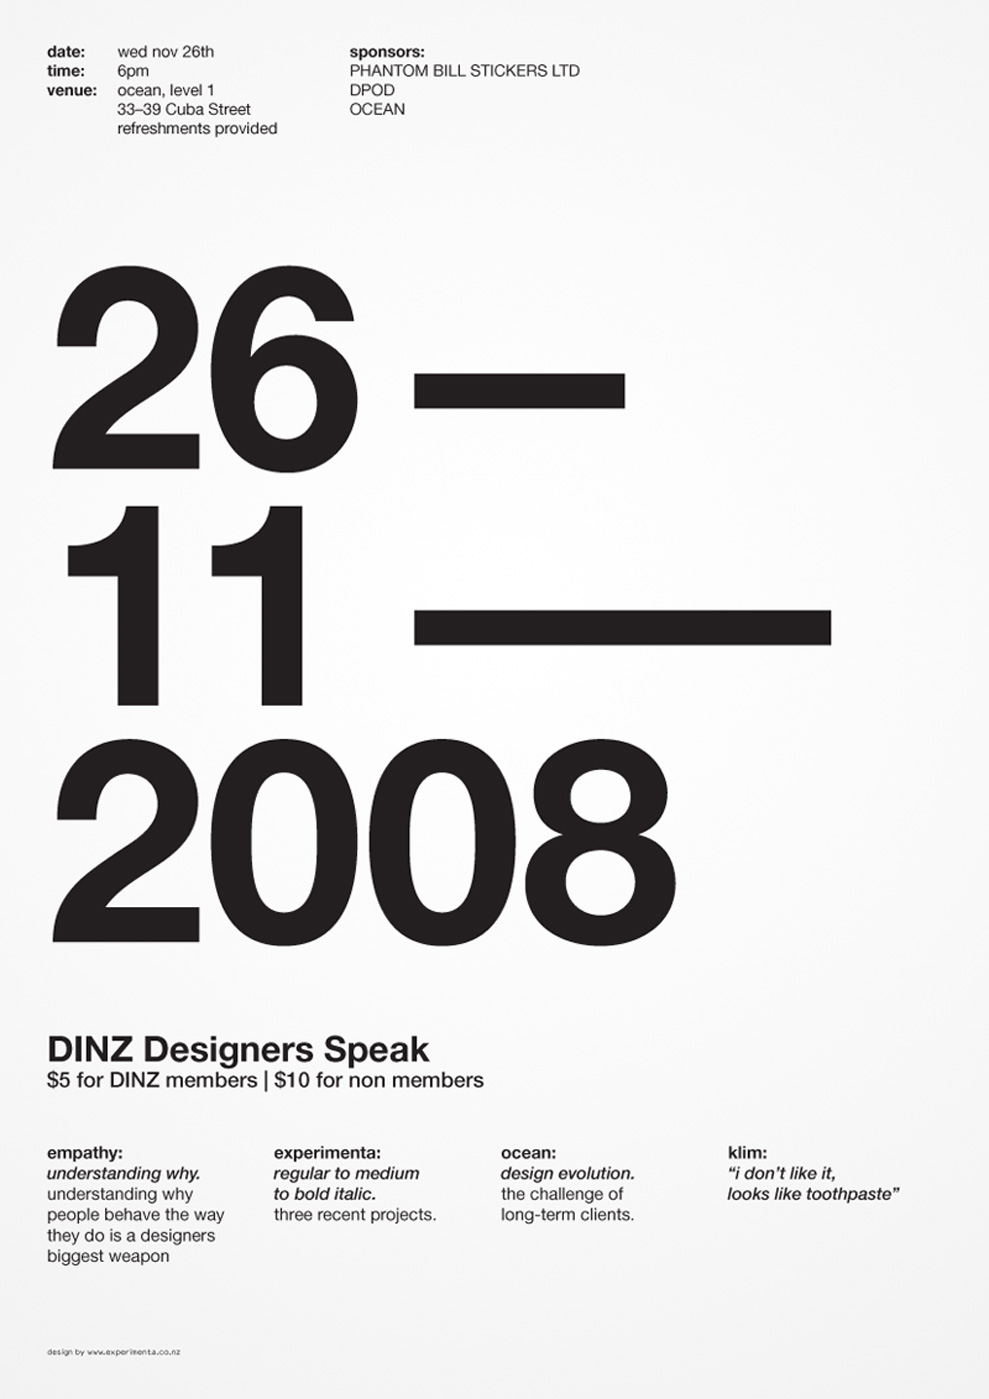 date: wed nov 26th
time: 6pm
venue: ocean, level 1
33–39 Cuba Street
refreshments provided
sponsors:
PHANTOM BILL STICKERS LTD
DPOD
OCEAN
26 —
11 —
2008
DINZ Designers Speak
$5 for DINZ members | $10 for non members
empathy:
understanding why.
understanding why
people behave the way
they do is a designers
biggest weapon
experimenta:
regular to medium
to bold italic.
three recent projects.
ocean:
design evolution.
the challenge of
long-term clients.
klim:
“i don’t like it,
looks like toothpaste”
design by www.experimenta.co.nz